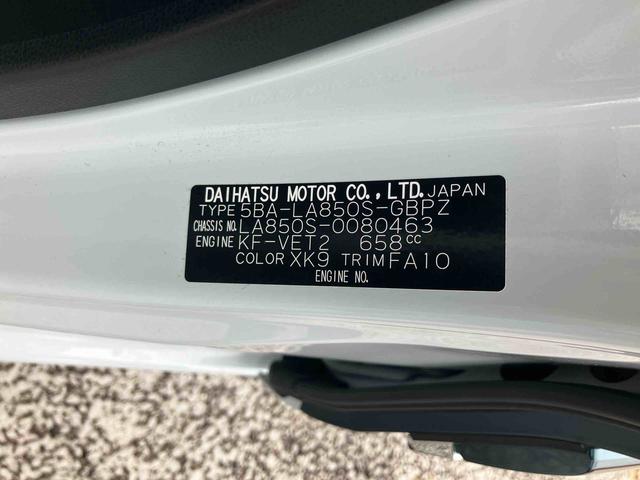 DAIHATSU MOTOR CO., LTD. JAPAN
TYPE 5BA-LA850S-GBPZ
CHASSIS NO. LA850S-0080463
ENGINE KF-VET2 658cc
COLOR XK9 TRIM FA10
ENGINE NO.